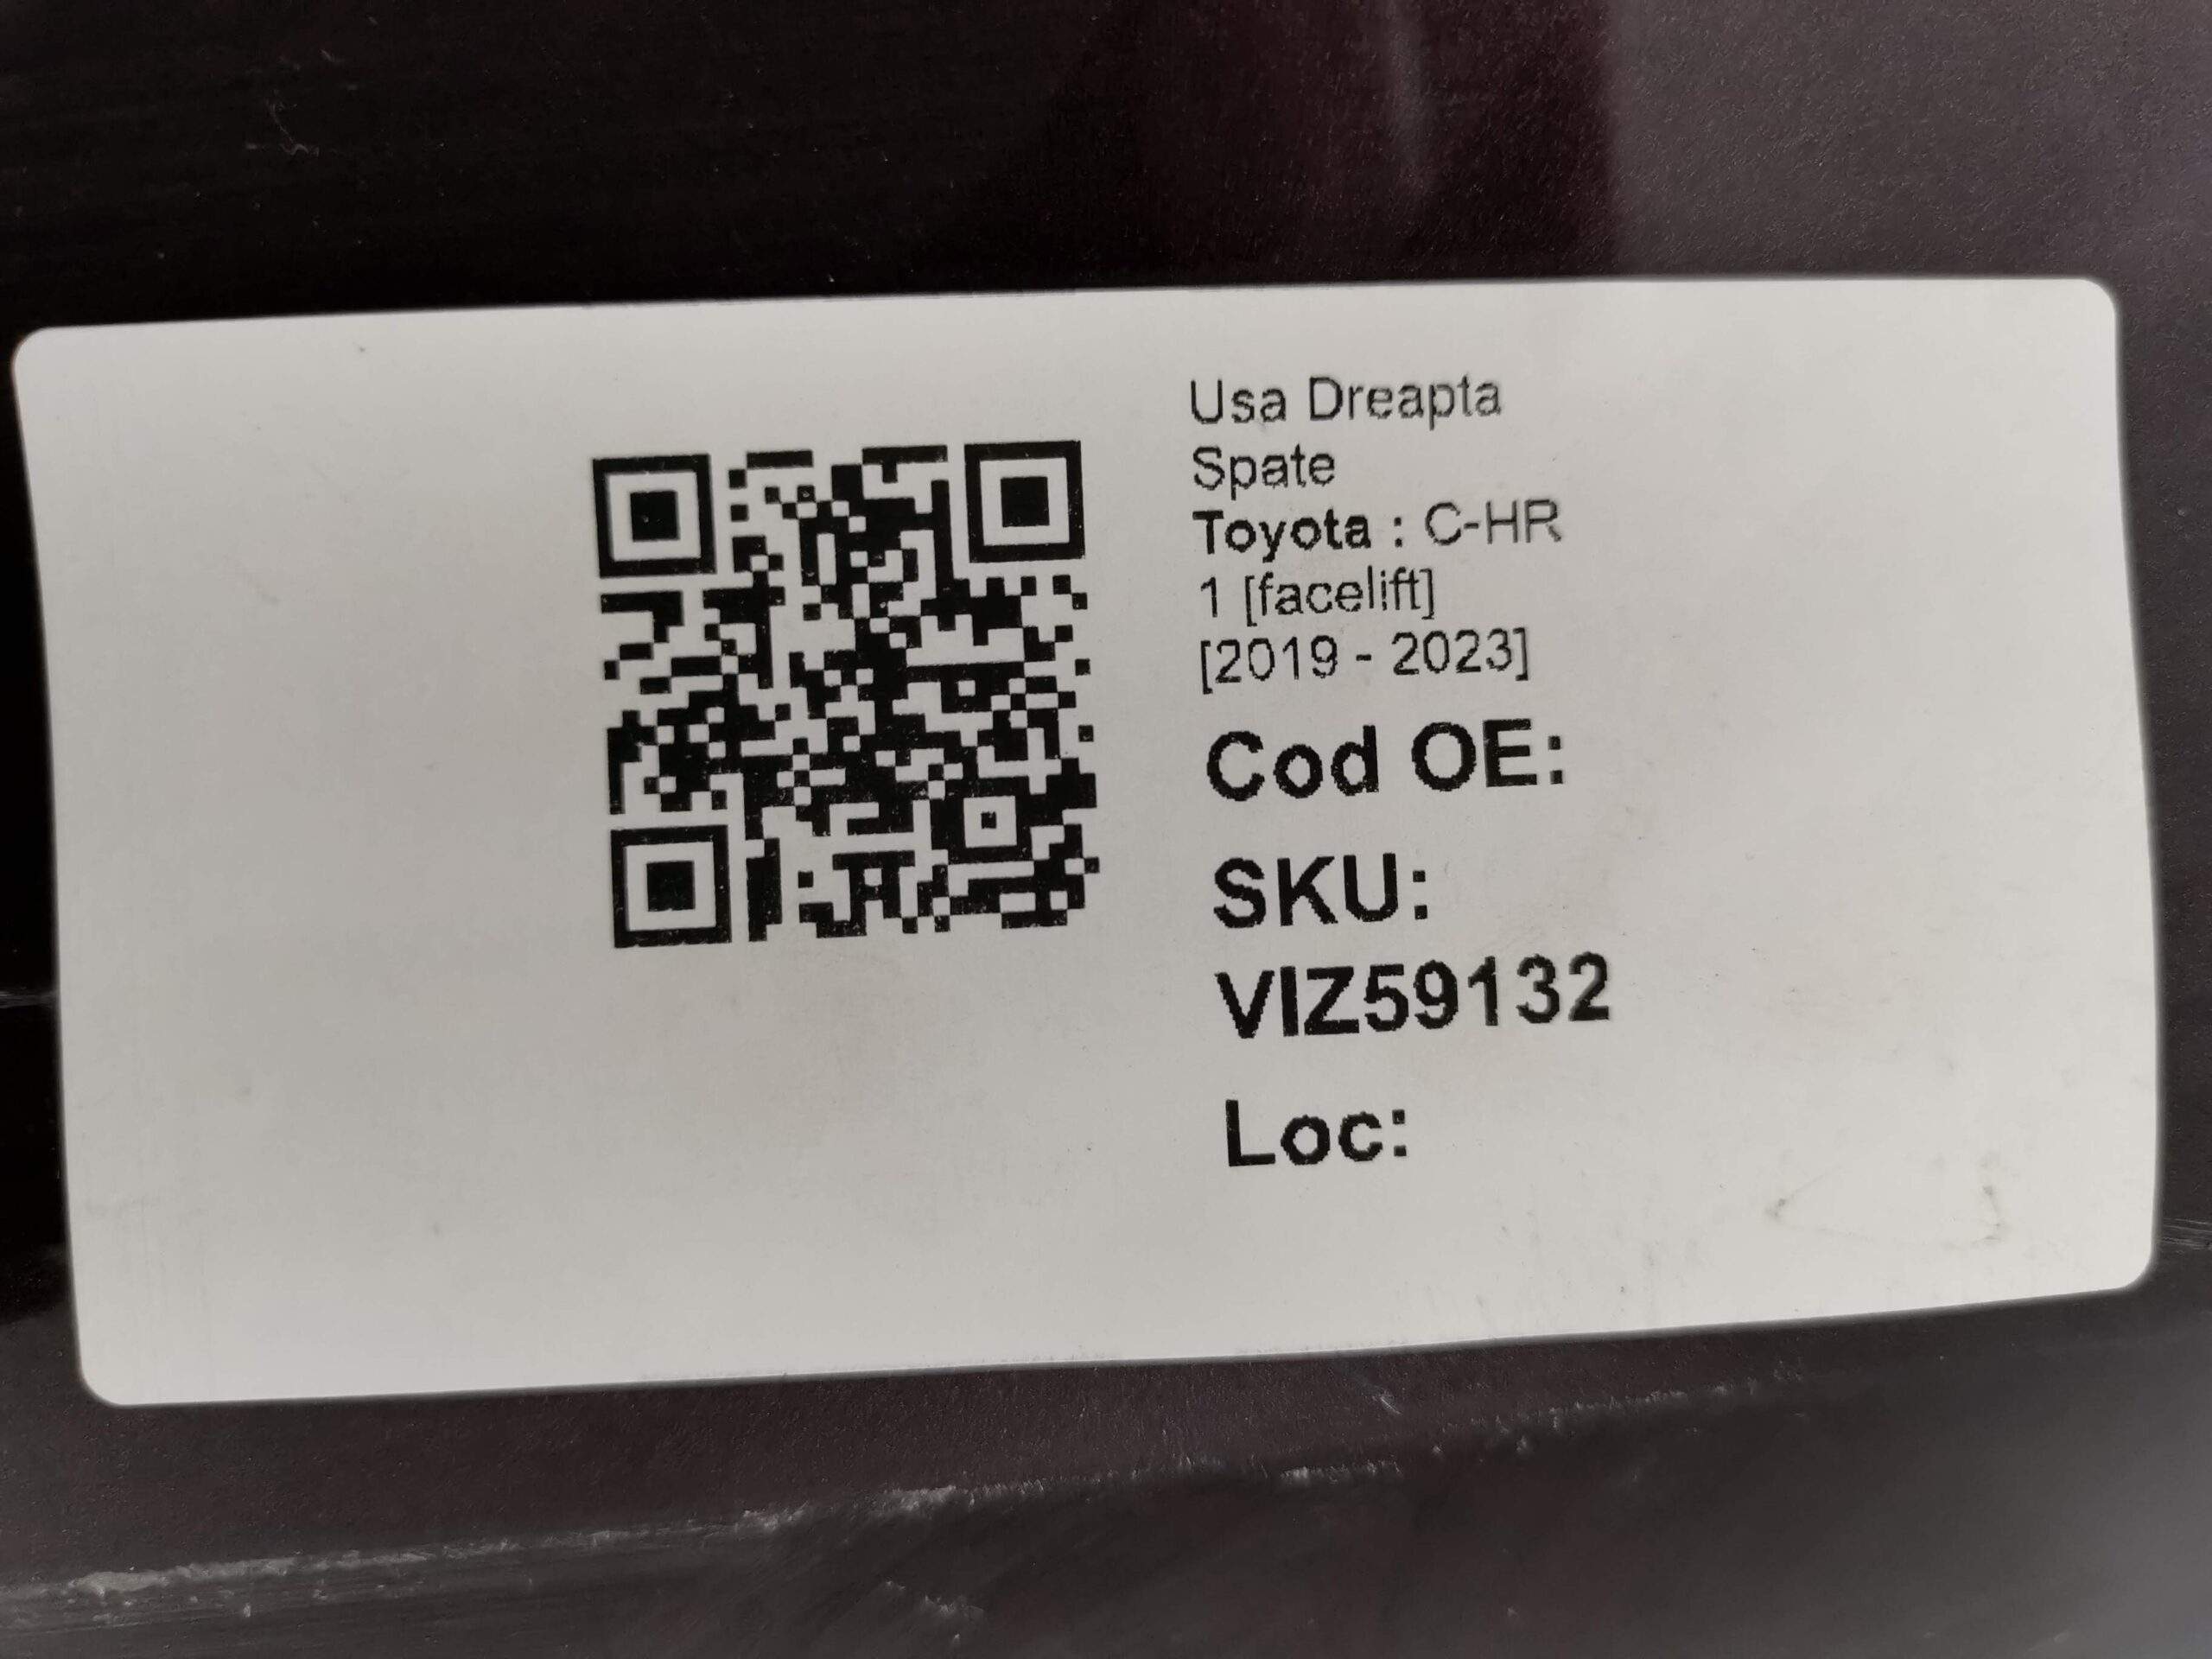 Usa Dreapta
Spate
Toyota : C-HR
1 [facelift]
[2019 - 2023]
Cod OE:
SKU:
VIZ59132
Loc: